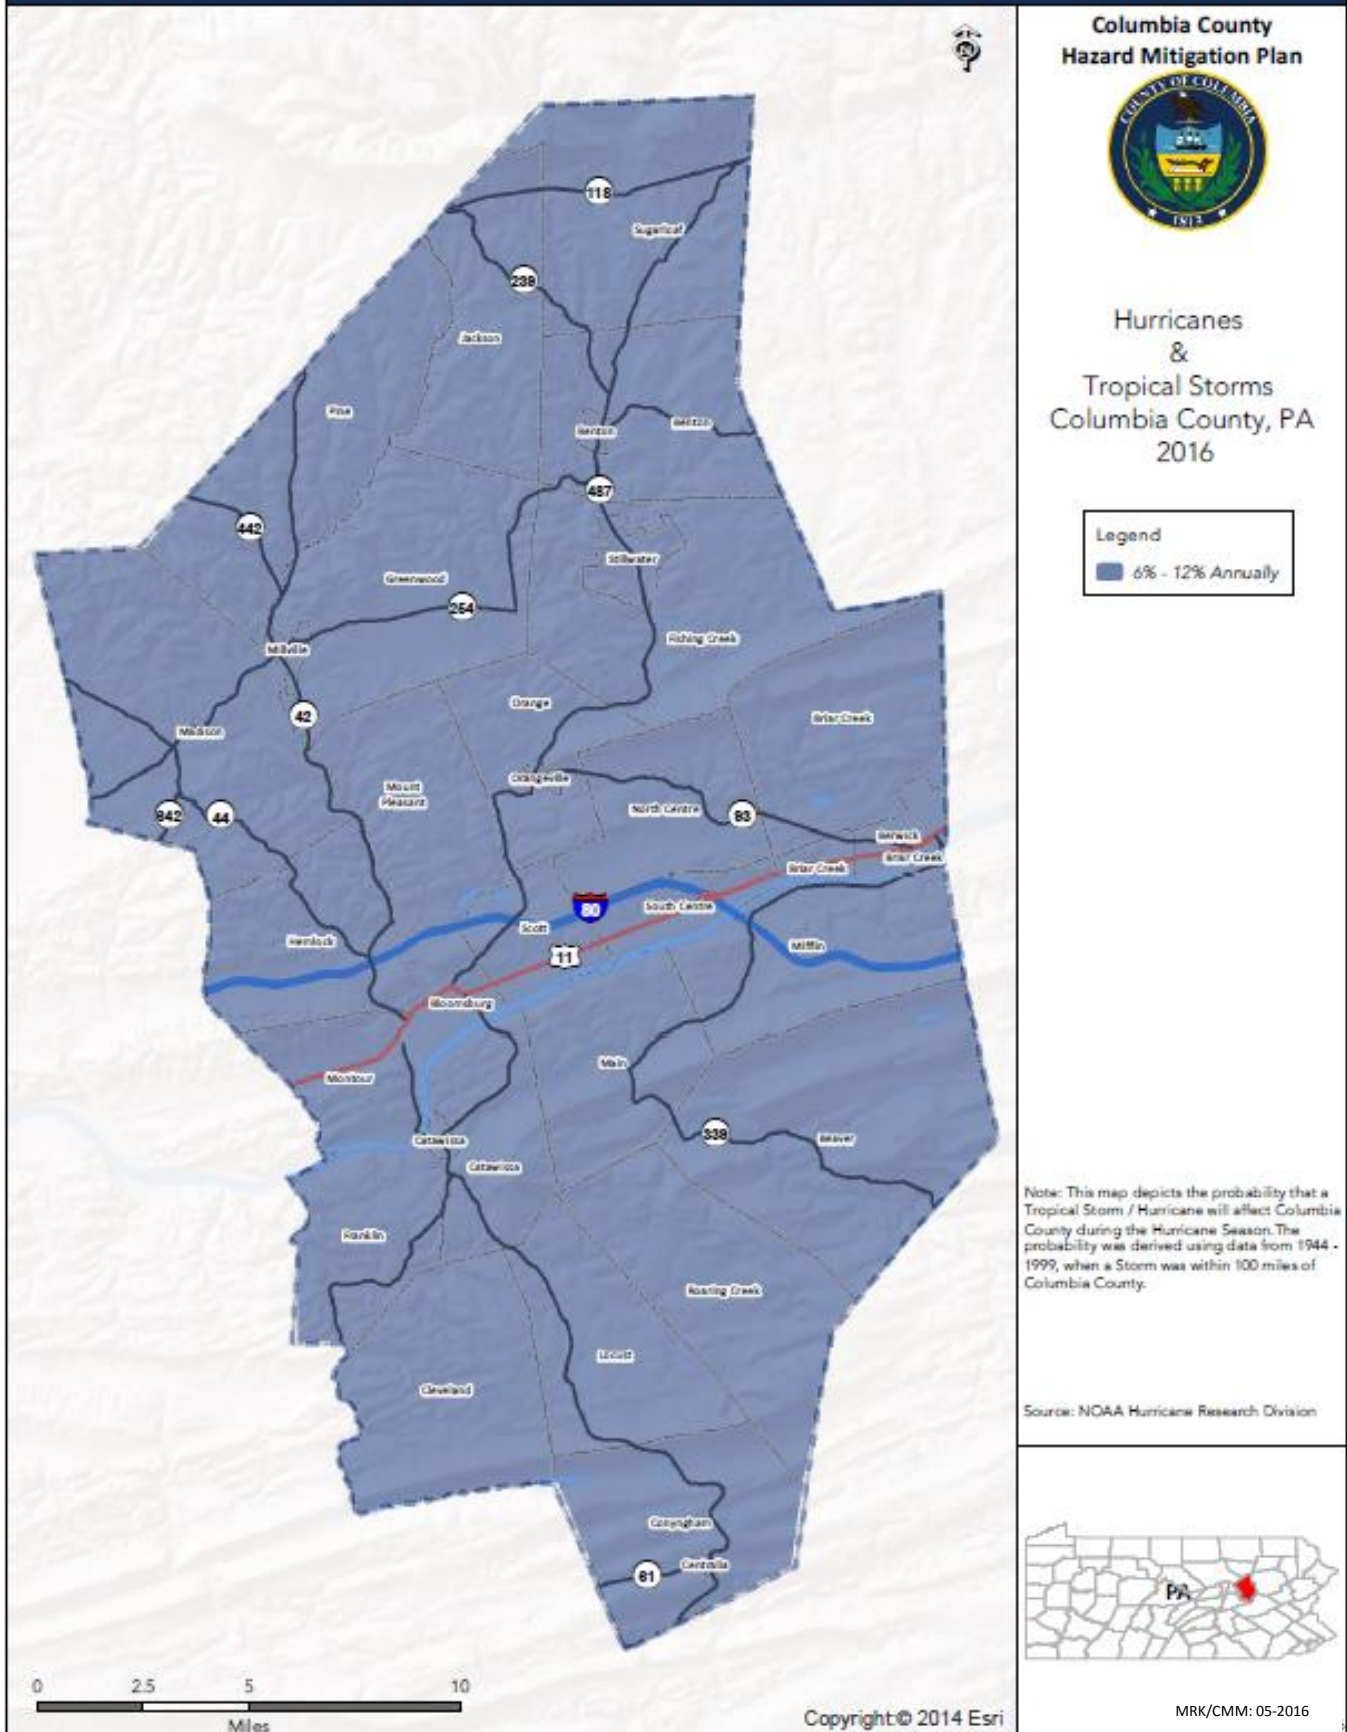 Columbia County
Hazard Mitigation Plan
COUNTY OF COLUMBIA
1813
Hurricanes
&
Tropical Storms
Columbia County, PA
2016
Legend
6% - 12% Annually
N
118
Sugarloaf
239
Jackson
Pine
Benton
Benton
487
442
Stillwater
Greenwood
254
Fishing Creek
Millville
Orange
42
Briar Creek
Madison
Orangeville
Mount
Pleasant
North Centre
642
44
93
Berwick
Briar Creek
Briar Creek
80
South Centre
Scott
Hemlock
Mifflin
11
Bloomsburg
Main
Montour
339
Beaver
Catawissa
Catawissa
Franklin
Roaring Creek
Locust
Cleveland
Conyngham
Centralia
61
Note: This map depicts the probability that a
Tropical Storm / Hurricane will affect Columbia
County during the Hurricane Season. The
probability was derived using data from 1944 -
1999, when a Storm was within 100 miles of
Columbia County.
Source: NOAA Hurricane Research Division
PA
0 2.5 5 10
Miles
Copyright:© 2014 Esri
MRK/CMM: 05-2016